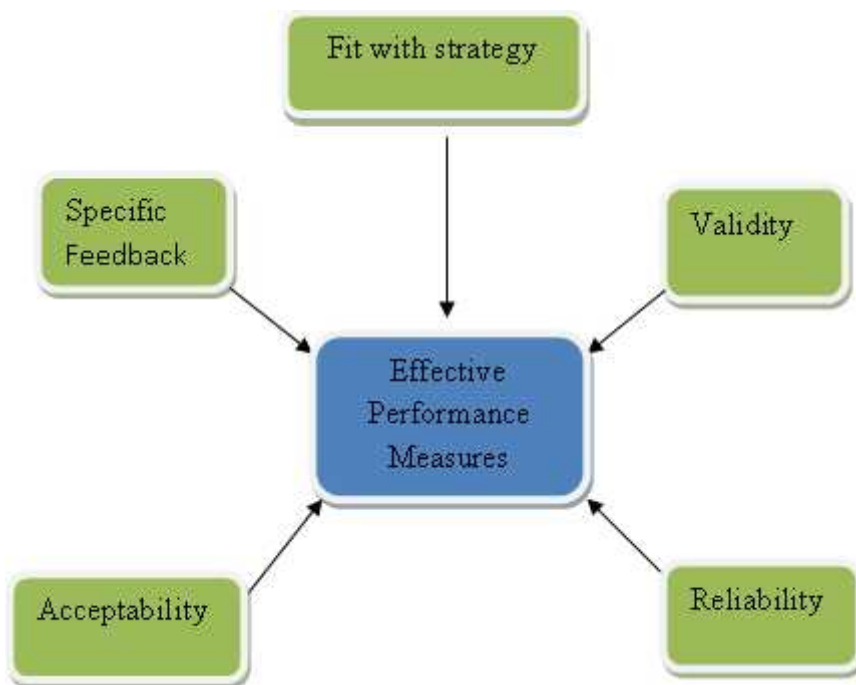 Fit with strategy
Specific
Feedback
Validity
Effective
Performance
Measures
Acceptability
Reliability